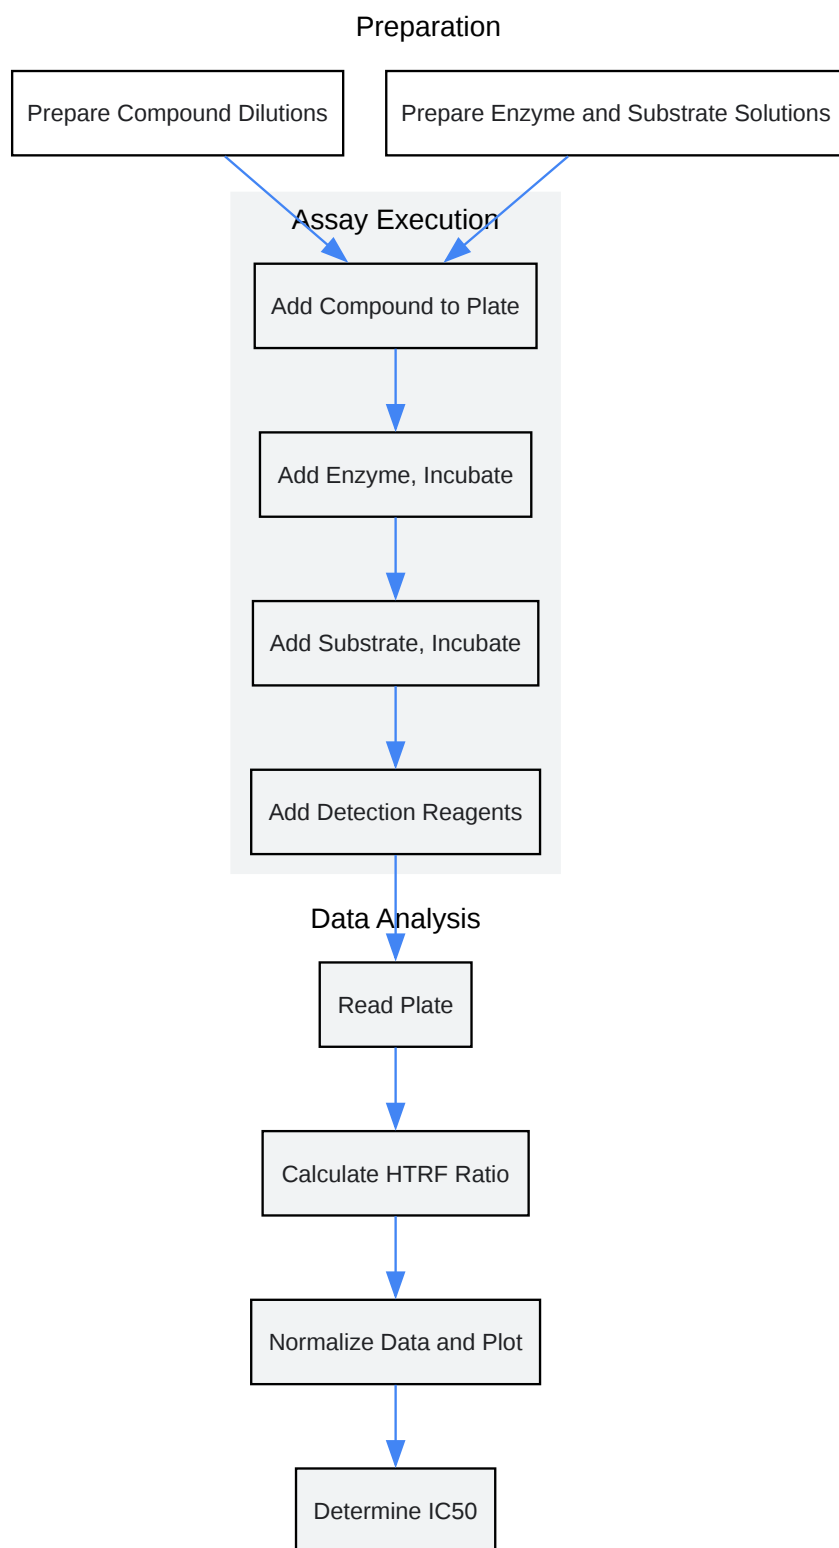 Preparation
Prepare Compound Dilutions
Prepare Enzyme and Substrate Solutions
Assay Execution
Add Compound to Plate
Add Enzyme, Incubate
Add Substrate, Incubate
Add Detection Reagents
Data Analysis
Read Plate
Calculate HTRF Ratio
Normalize Data and Plot
Determine IC50